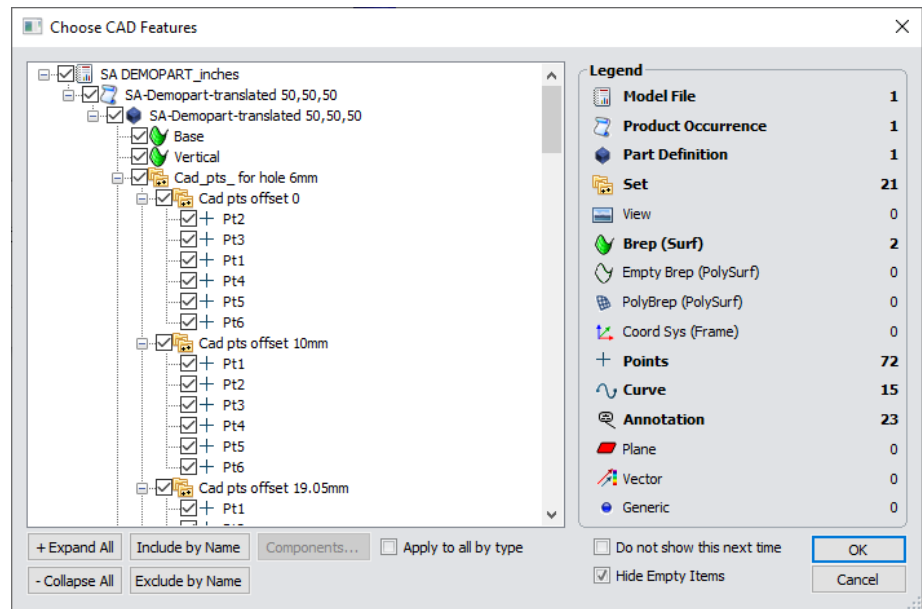 Choose CAD Features
SA DEMOPART_inches
SA-Demopart-translated 50,50,50
SA-Demopart-translated 50,50,50
Base
Vertical
Cad_pts_ for hole 6mm
Cad pts offset 0
Pt2
Pt3
Pt1
Pt4
Pt5
Pt6
Cad pts offset 10mm
Pt1
Pt2
Pt3
Pt4
Pt5
Pt6
Cad pts offset 19.05mm
Pt1
Legend
Model File 1
Product Occurrence 1
Part Definition 1
Set 21
View 0
Brep (Surf) 2
Empty Brep (PolySurf) 0
PolyBrep (PolySurf) 0
Coord Sys (Frame) 0
Points 72
Curve 15
Annotation 23
Plane 0
Vector 0
Generic 0
+ Expand All Include by Name Components... Apply to all by type Do not show this next time OK
- Collapse All Exclude by Name Hide Empty Items Cancel